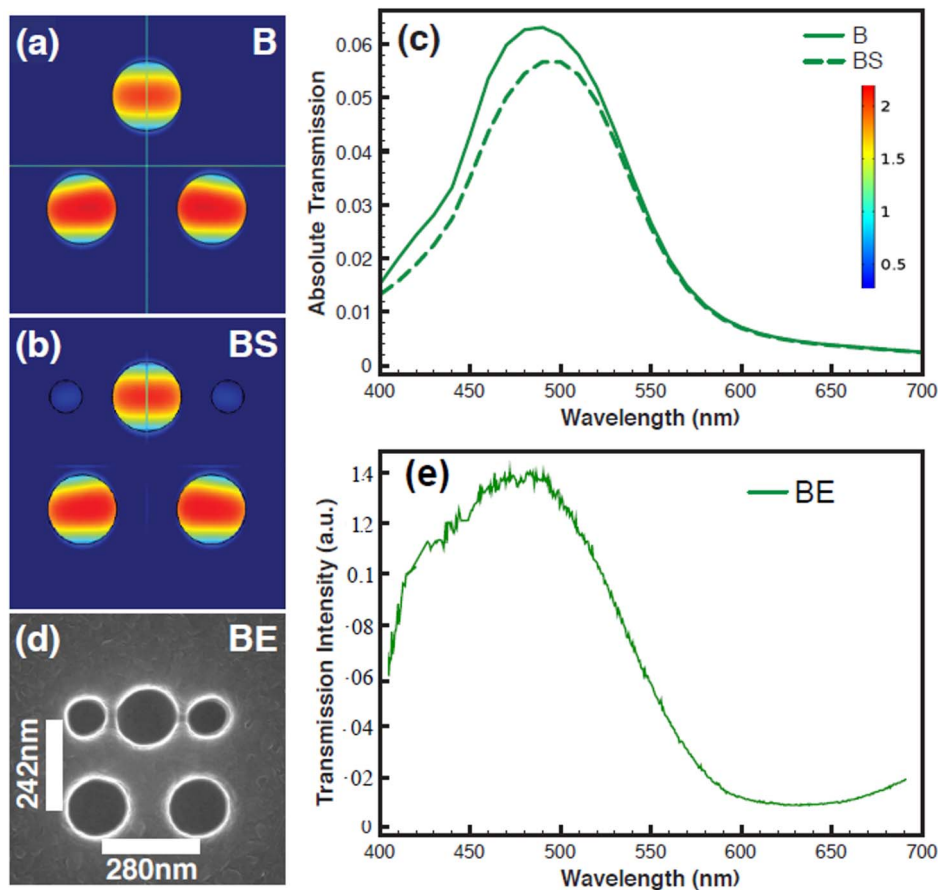 (a) B
(b) BS
(d) BE
242nm
280nm
(c)
B
BS
2
1.5
1
0.5
Absolute Transmission
0.06
0.05
0.04
0.03
0.02
0.01
0
400 450 500 550 600 650 700
Wavelength (nm)
(e)
BE
Transmission Intensity (a.u.)
1.4
1.2
0.1
·08
·06
·04
·02
0
400 450 500 550 600 650 700
Wavelength (nm)